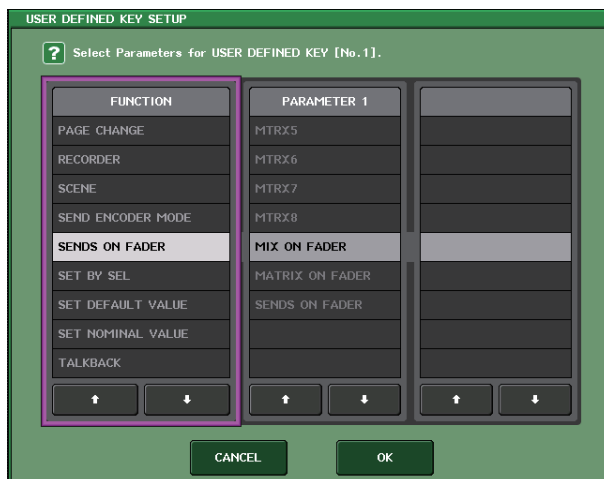 USER DEFINED KEY SETUP
? Select Parameters for USER DEFINED KEY [No.1].
FUNCTION
PAGE CHANGE
RECORDER
SCENE
SEND ENCODER MODE
SENDS ON FADER
SET BY SEL
SET DEFAULT VALUE
SET NOMINAL VALUE
TALKBACK
PARAMETER 1
MTRX5
MTRX6
MTRX7
MTRX8
MIX ON FADER
MATRIX ON FADER
SENDS ON FADER
CANCEL
OK